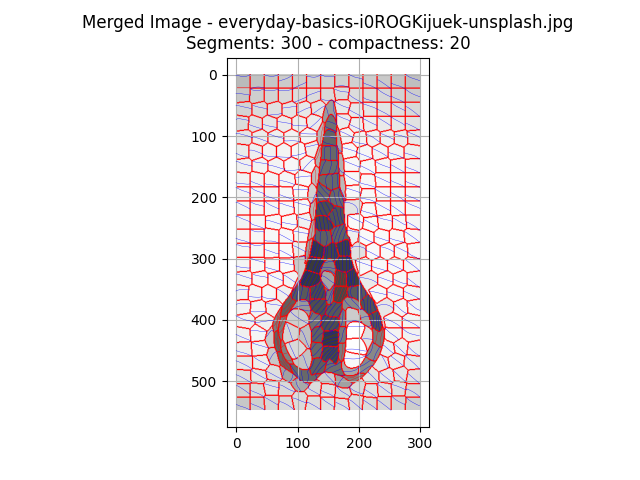 Merged Image - everyday-basics-i0ROGKijuek-unsplash.jpg
Segments: 300 - compactness: 20
0
100
200
300
400
500
0 100 200 300